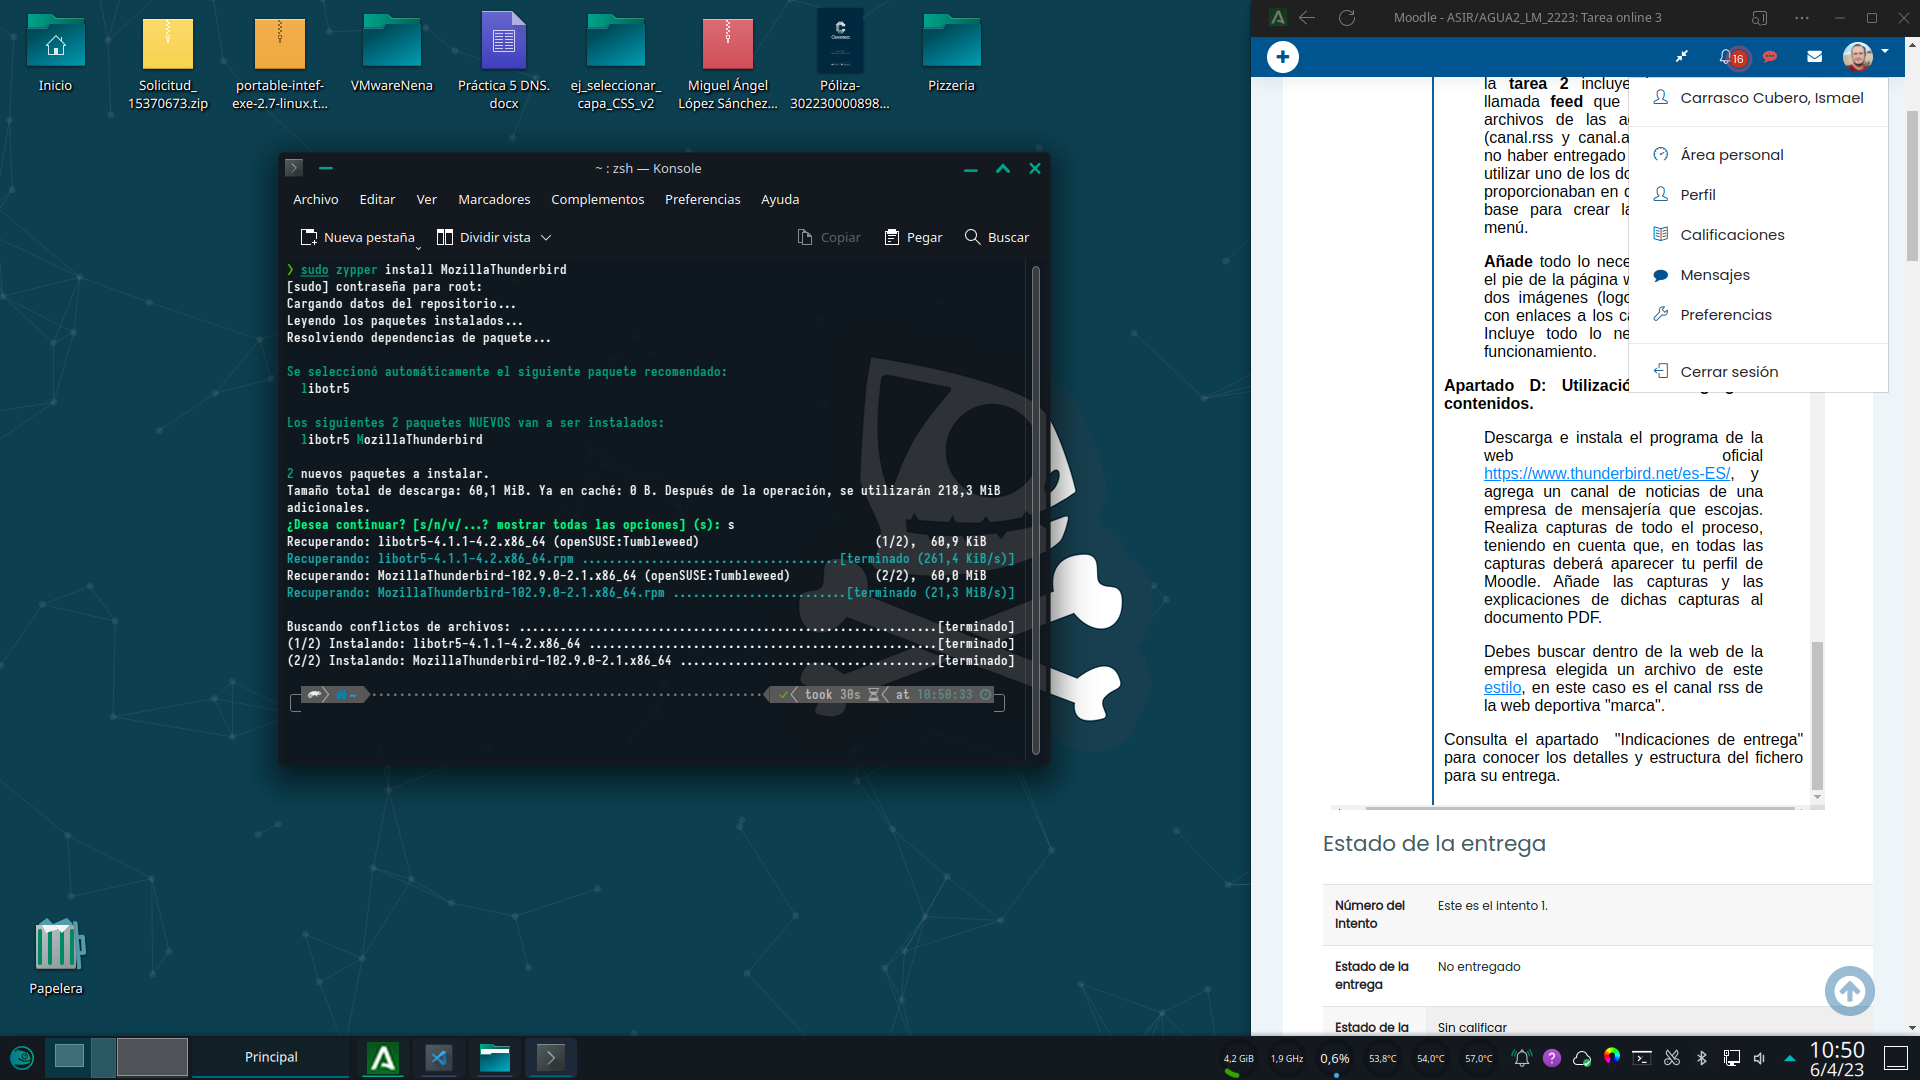 Inicio
Solicitud_
15370673.zip
portable-intef-
exe-2.7-linux.t...
VMwareNena
Práctica 5 DNS.
docx
ej_seleccionar_
capa_CSS_v2
Miguel Ángel
López Sánchez...
Póliza-
302230000898...
Pizzeria
~ : zsh — Konsole
Archivo Editar Ver Marcadores Complementos Preferencias Ayuda
Nueva pestaña Dividir vista Copiar Pegar Buscar
❯ sudo zypper install MozillaThunderbird
[sudo] contraseña para root:
Cargando datos del repositorio...
Leyendo los paquetes instalados...
Resolviendo dependencias de paquete...
Se seleccionó automáticamente el siguiente paquete recomendado:
libotr5
Los siguientes 2 paquetes NUEVOS van a ser instalados:
libotr5 MozillaThunderbird
2 nuevos paquetes a instalar.
Tamaño total de descarga: 60,1 MiB. Ya en caché: 0 B. Después de la operación, se utilizarán 218,3 MiB
adicionales.
¿Desea continuar? [s/n/v/...? mostrar todas las opciones] (s): s
Recuperando: libotr5-4.1.1-4.2.x86_64 (openSUSE:Tumbleweed) (1/2), 60,9 KiB
Recuperando: libotr5-4.1.1-4.2.x86_64.rpm ..................................[terminado (261,4 KiB/s)]
Recuperando: MozillaThunderbird-102.9.0-2.1.x86_64 (openSUSE:Tumbleweed) (2/2), 60,0 MiB
Recuperando: MozillaThunderbird-102.9.0-2.1.x86_64.rpm .........................[terminado (21,3 MiB/s)]
Buscando conflictos de archivos: ...........................................................[terminado]
(1/2) Instalando: libotr5-4.1.1-4.2.x86_64 ..................................................[terminado]
(2/2) Instalando: MozillaThunderbird-102.9.0-2.1.x86_64 .....................................[terminado]
~ took 30s at 10:50:33
Papelera
Moodle - ASIR/AGUA2_LM_2223: Tarea online 3
16
la tarea 2 incluye
llamada feed que
archivos de las
(canal.rss y
no haber entregado
utilizar uno de los
proporcionaban en
base para crear
menú.
Añade todo lo
el pie de la página
dos imágenes
con enlaces a los
Incluye todo lo
funcionamiento.
Carrasco Cubero, Ismael
Área personal
Perfil
Calificaciones
Mensajes
Preferencias
Cerrar sesión
Apartado D:
contenidos.
Descarga e instala el programa de la
web oficial
https://www.thunderbird.net/es-ES/, y
agrega un canal de noticias de una
empresa de mensajería que escojas.
Realiza capturas de todo el proceso,
teniendo en cuenta que, en todas las
capturas deberá aparecer tu perfil de
Moodle. Añade las capturas y las
explicaciones de dichas capturas al
documento PDF.
Debes buscar dentro de la web de la
empresa elegida un archivo de este
estilo, en este caso es el canal rss de
la web deportiva "marca".
Consulta el apartado "Indicaciones de entrega"
para conocer los detalles y estructura del fichero
para su entrega.
Estado de la entrega
Número del
intento
Este es el intento 1.
Estado de la
entrega
No entregado
Estado de la
Sin calificar
Principal
4,2 GiB 1,9 GHz 0,6% 53,8°C 54,0°C 57,0°C
10:50
6/4/23